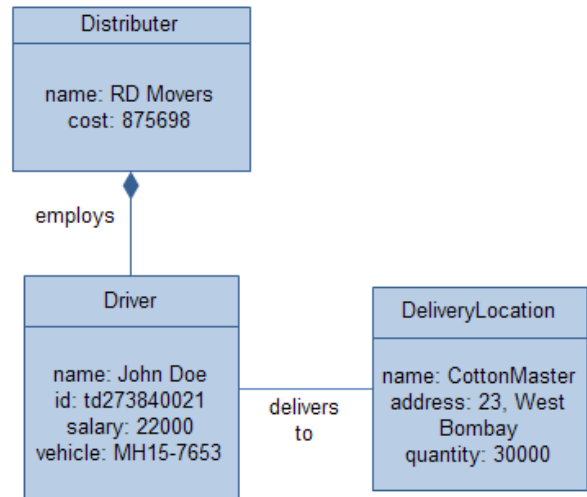 Distributer
name: RD Movers
cost: 875698
employs
Driver
name: John Doe
id: td273840021
salary: 22000
vehicle: MH15-7653
delivers
to
DeliveryLocation
name: CottonMaster
address: 23, West
Bombay
quantity: 30000